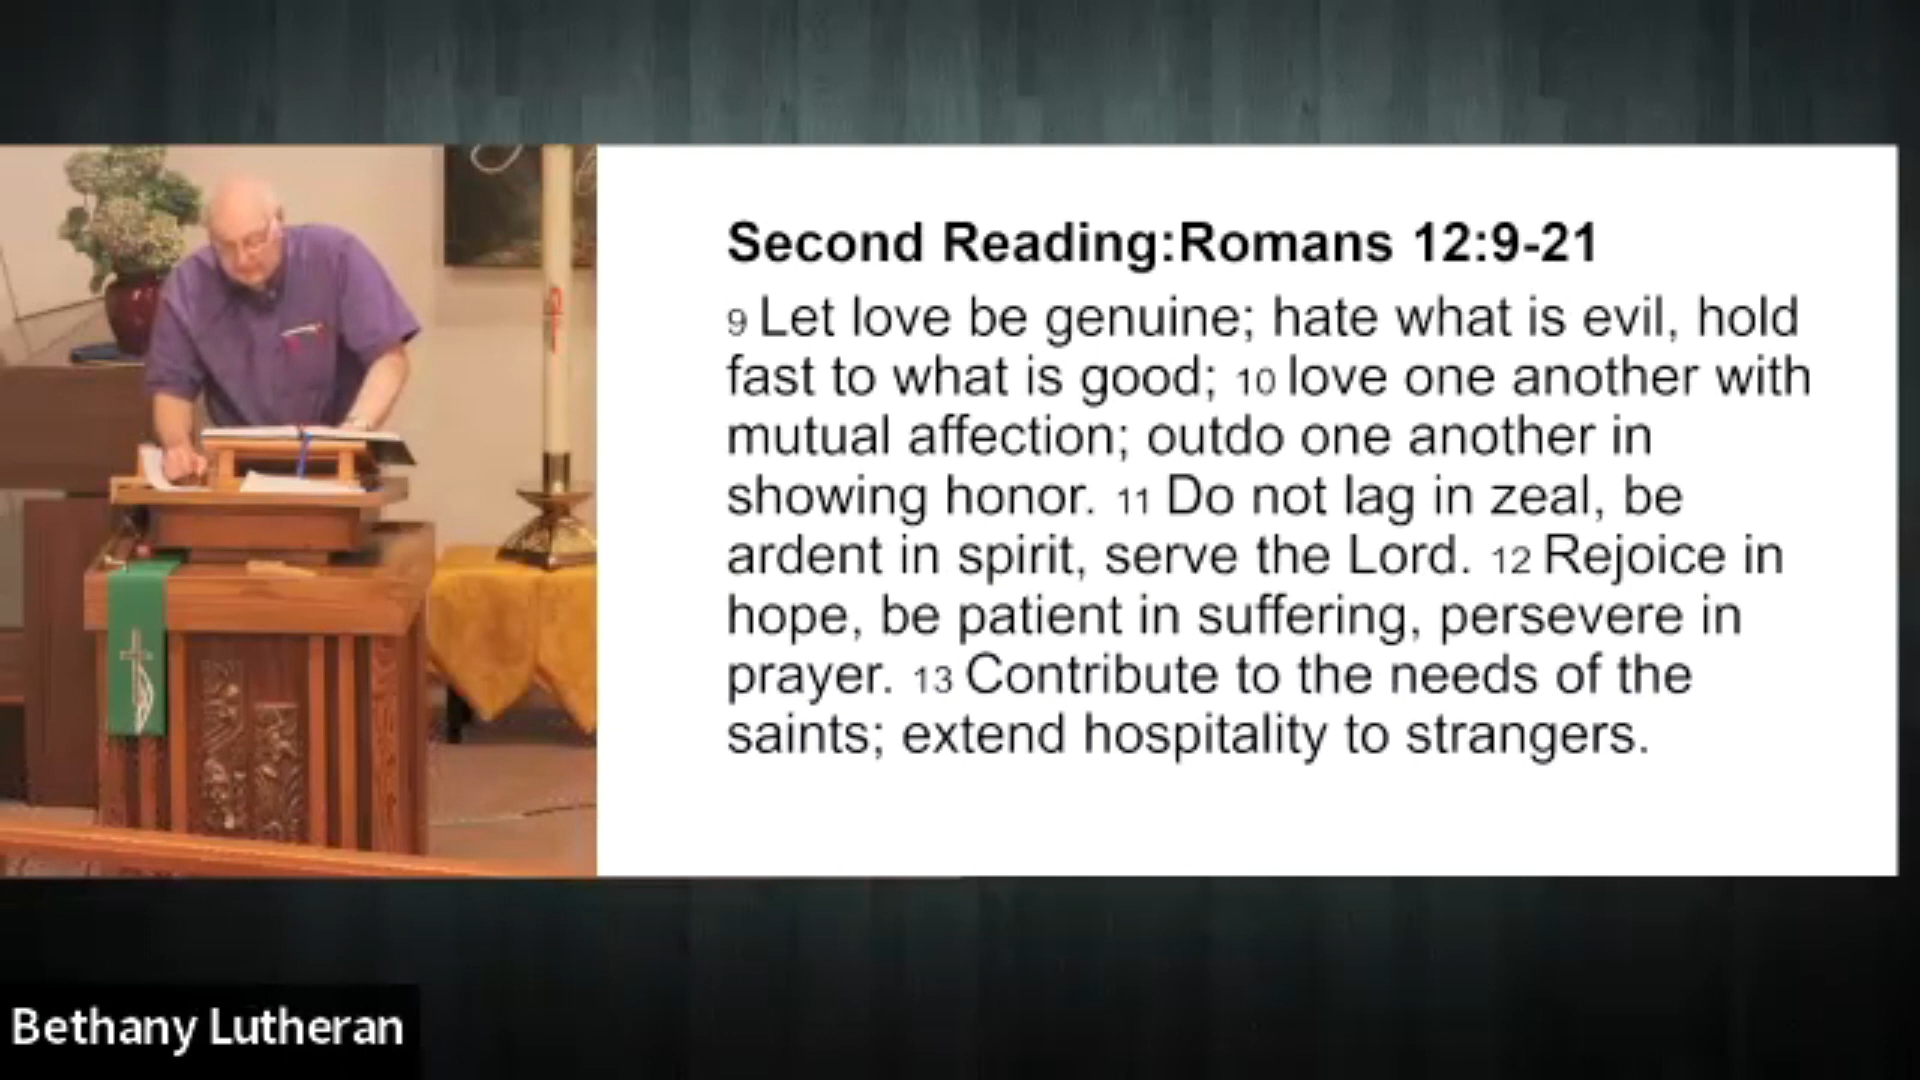 Second Reading:Romans 12:9-21
9 Let love be genuine; hate what is evil, hold
fast to what is good; 10 love one another with
mutual affection; outdo one another in
showing honor. 11 Do not lag in zeal, be
ardent in spirit, serve the Lord. 12 Rejoice in
hope, be patient in suffering, persevere in
prayer. 13 Contribute to the needs of the
saints; extend hospitality to strangers.
Bethany Lutheran